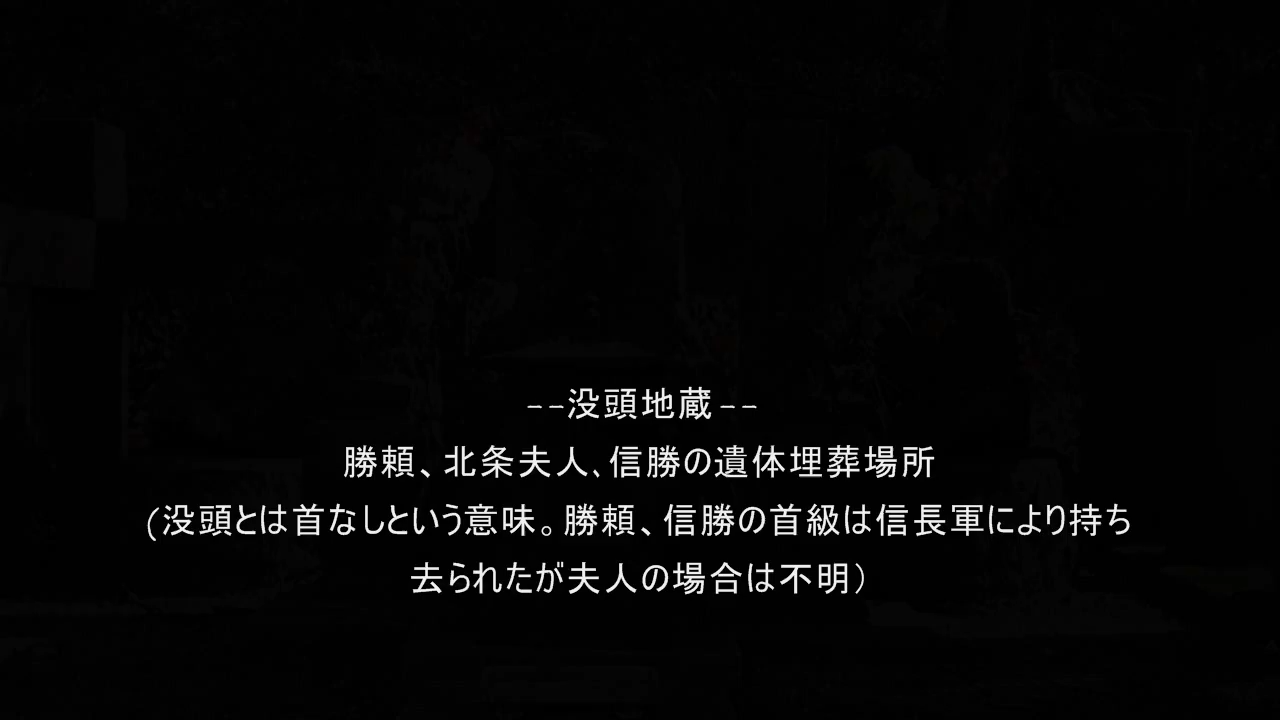 --没頭地蔵--
勝頼、北条夫人､信勝の遺体埋葬場所
(没頭とは首なしという意味。勝頼、信勝の首級は信長軍により持ち
去られたが夫人の場合は不明）